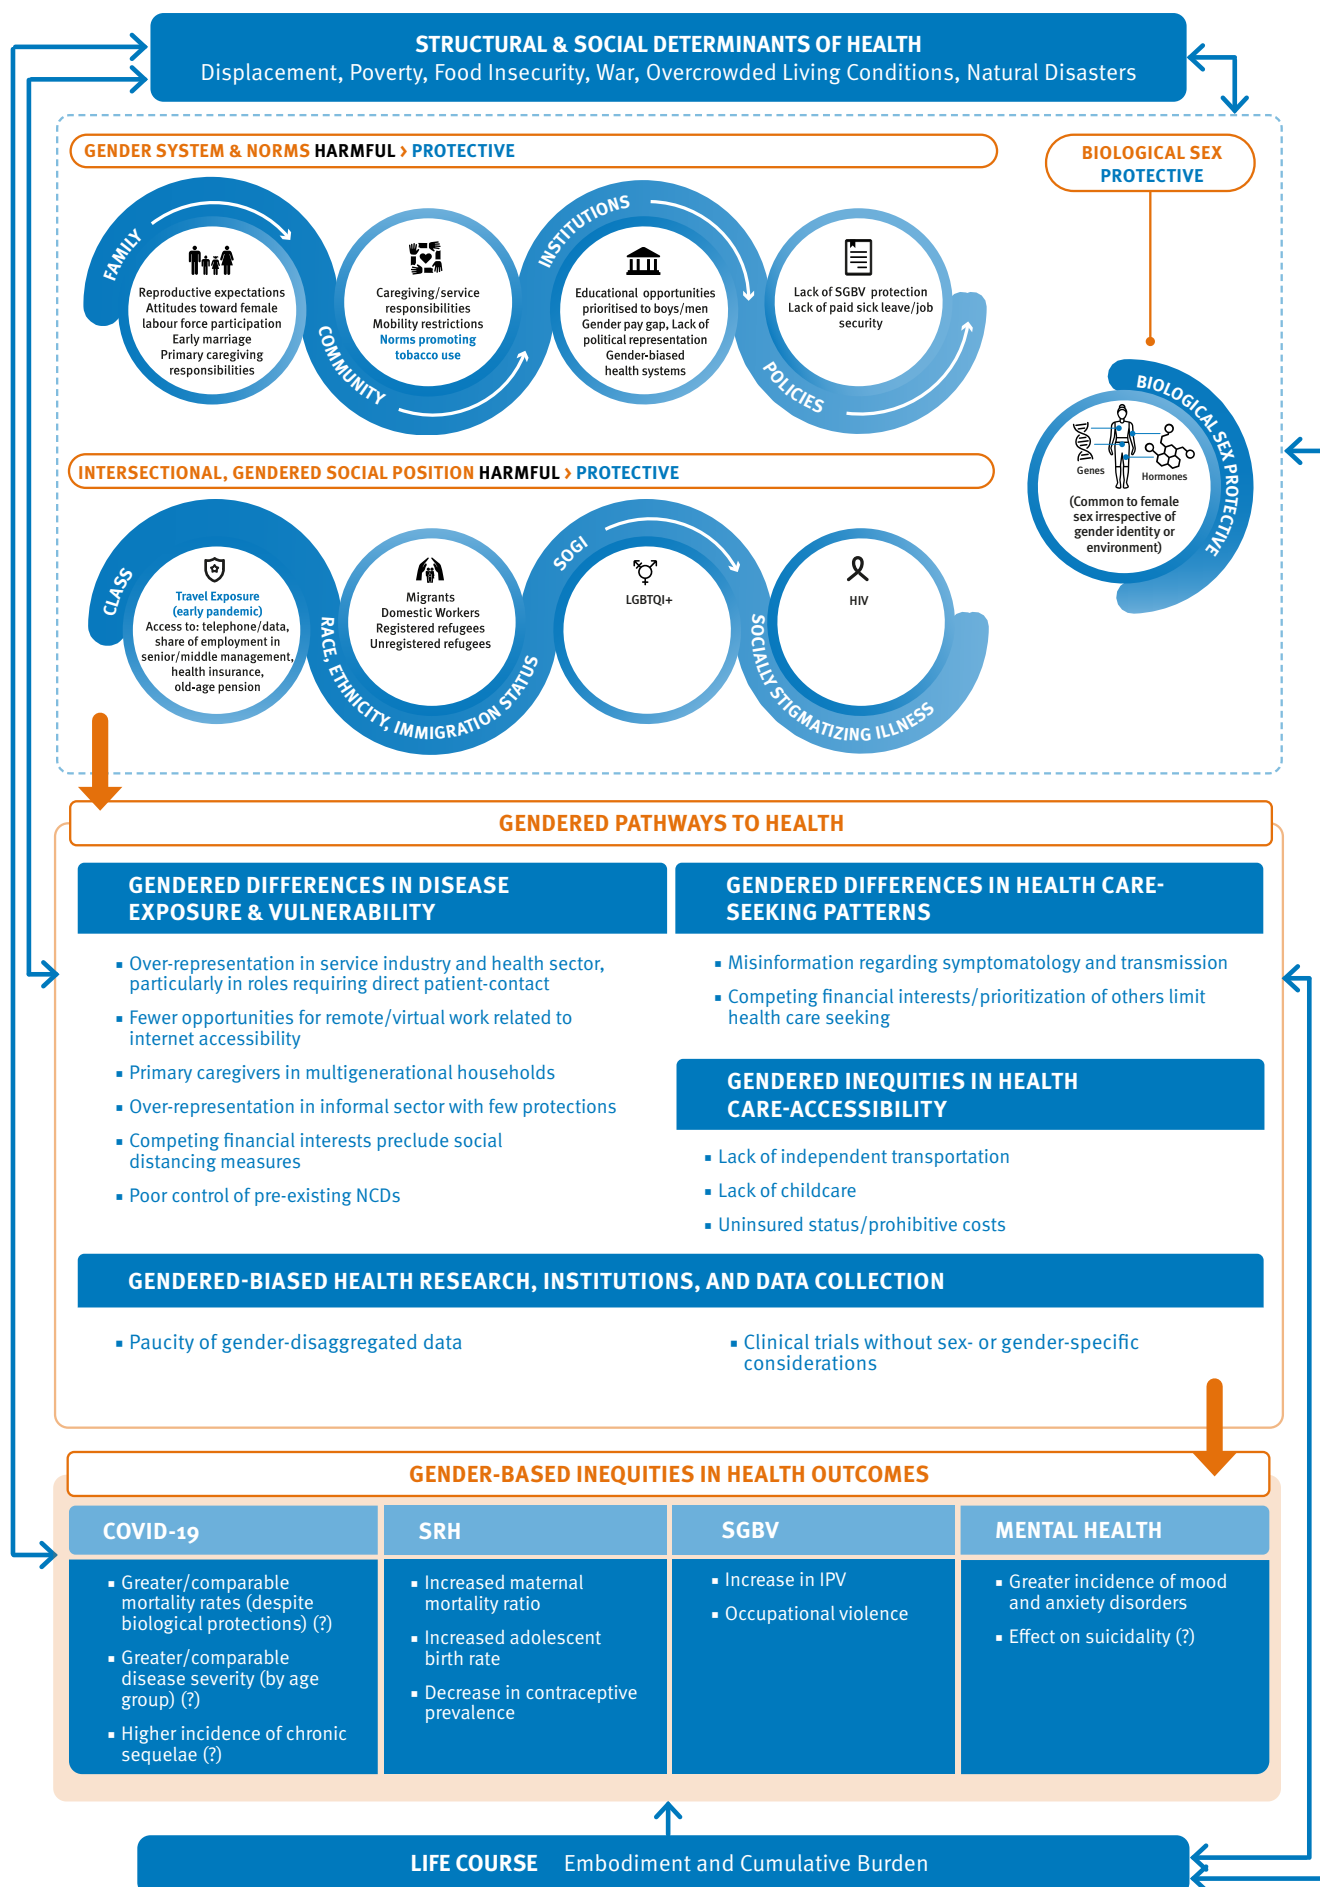 STRUCTURAL & SOCIAL DETERMINANTS OF HEALTH
Displacement, Poverty, Food Insecurity, War, Overcrowded Living Conditions, Natural Disasters
GENDER SYSTEM & NORMS HARMFUL > PROTECTIVE
FAMILY
Reproductive expectations
Attitudes toward female
labour force participation
Early marriage
Primary caregiving
responsibilities
COMMUNITY
Caregiving/service
responsibilities
Mobility restrictions
Norms promoting
tobacco use
INSTITUTIONS
Educational opportunities
prioritised to boys/men
Gender pay gap, Lack of
political representation
Gender-biased
health systems
POLICIES
Lack of SGBV protection
Lack of paid sick leave/job
security
BIOLOGICAL SEX
PROTECTIVE
BIOLOGICAL SEX PROTECTIVE
Genes
Hormones
(Common to female
sex irrespective of
gender identity or
environment)
INTERSECTIONAL, GENDERED SOCIAL POSITION HARMFUL > PROTECTIVE
CLASS
Travel Exposure
(early pandemic)
Access to: telephone/data,
share of employment in
senior/middle management,
health insurance,
old-age pension
RACE, ETHNICITY, IMMIGRATION STATUS
Migrants
Domestic Workers
Registered refugees
Unregistered refugees
SOGI
LGBTQI+
SOCIALLY STIGMATIZING ILLNESS
HIV
GENDERED PATHWAYS TO HEALTH
GENDERED DIFFERENCES IN DISEASE
EXPOSURE & VULNERABILITY
▪ Over-representation in service industry and health sector,
particularly in roles requiring direct patient-contact
▪ Fewer opportunities for remote/virtual work related to
internet accessibility
▪ Primary caregivers in multigenerational households
▪ Over-representation in informal sector with few protections
▪ Competing financial interests preclude social
distancing measures
▪ Poor control of pre-existing NCDs
GENDERED DIFFERENCES IN HEALTH CARE-
SEEKING PATTERNS
▪ Misinformation regarding symptomatology and transmission
▪ Competing financial interests/prioritization of others limit
health care seeking
GENDERED INEQUITIES IN HEALTH
CARE-ACCESSIBILITY
▪ Lack of independent transportation
▪ Lack of childcare
▪ Uninsured status/prohibitive costs
GENDERED-BIASED HEALTH RESEARCH, INSTITUTIONS, AND DATA COLLECTION
▪ Paucity of gender-disaggregated data
▪ Clinical trials without sex- or gender-specific
considerations
GENDER-BASED INEQUITIES IN HEALTH OUTCOMES
COVID-19
▪ Greater/comparable
mortality rates (despite
biological protections) (?)
▪ Greater/comparable
disease severity (by age
group) (?)
▪ Higher incidence of chronic
sequelae (?)
SRH
▪ Increased maternal
mortality ratio
▪ Increased adolescent
birth rate
▪ Decrease in contraceptive
prevalence
SGBV
▪ Increase in IPV
▪ Occupational violence
MENTAL HEALTH
▪ Greater incidence of mood
and anxiety disorders
▪ Effect on suicidality (?)
LIFE COURSE Embodiment and Cumulative Burden